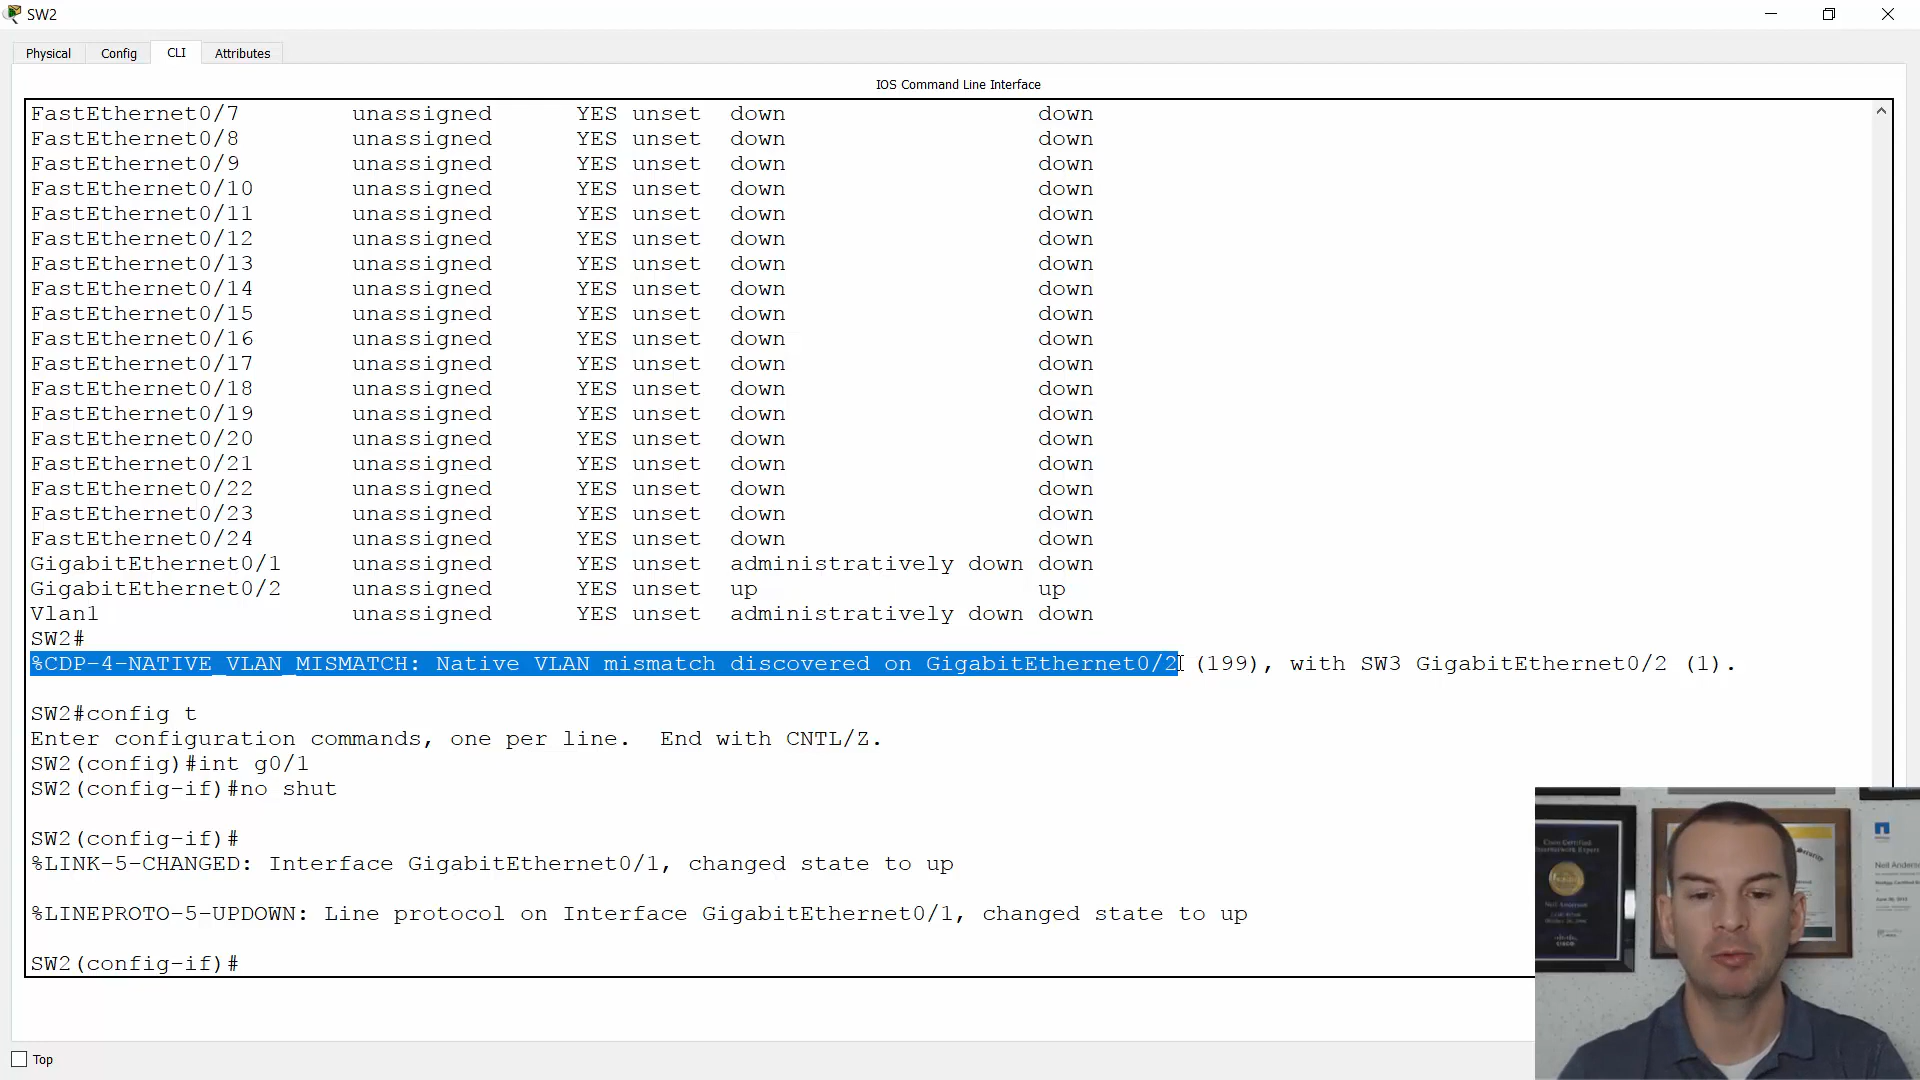 SW2
Physical
Config
CLI
Attributes
IOS Command Line Interface
FastEthernet0/7 unassigned YES unset down down
FastEthernet0/8 unassigned YES unset down down
FastEthernet0/9 unassigned YES unset down down
FastEthernet0/10 unassigned YES unset down down
FastEthernet0/11 unassigned YES unset down down
FastEthernet0/12 unassigned YES unset down down
FastEthernet0/13 unassigned YES unset down down
FastEthernet0/14 unassigned YES unset down down
FastEthernet0/15 unassigned YES unset down down
FastEthernet0/16 unassigned YES unset down down
FastEthernet0/17 unassigned YES unset down down
FastEthernet0/18 unassigned YES unset down down
FastEthernet0/19 unassigned YES unset down down
FastEthernet0/20 unassigned YES unset down down
FastEthernet0/21 unassigned YES unset down down
FastEthernet0/22 unassigned YES unset down down
FastEthernet0/23 unassigned YES unset down down
FastEthernet0/24 unassigned YES unset down down
GigabitEthernet0/1 unassigned YES unset administratively down down
GigabitEthernet0/2 unassigned YES unset up up
Vlan1 unassigned YES unset administratively down down
SW2#
%CDP-4-NATIVE_VLAN_MISMATCH: Native VLAN mismatch discovered on GigabitEthernet0/2 (199), with SW3 GigabitEthernet0/2 (1).
SW2#config t
Enter configuration commands, one per line. End with CNTL/Z.
SW2(config)#int g0/1
SW2(config-if)#no shut
SW2(config-if)#
%LINK-5-CHANGED: Interface GigabitEthernet0/1, changed state to up
%LINEPROTO-5-UPDOWN: Line protocol on Interface GigabitEthernet0/1, changed state to up
SW2(config-if)#
Top